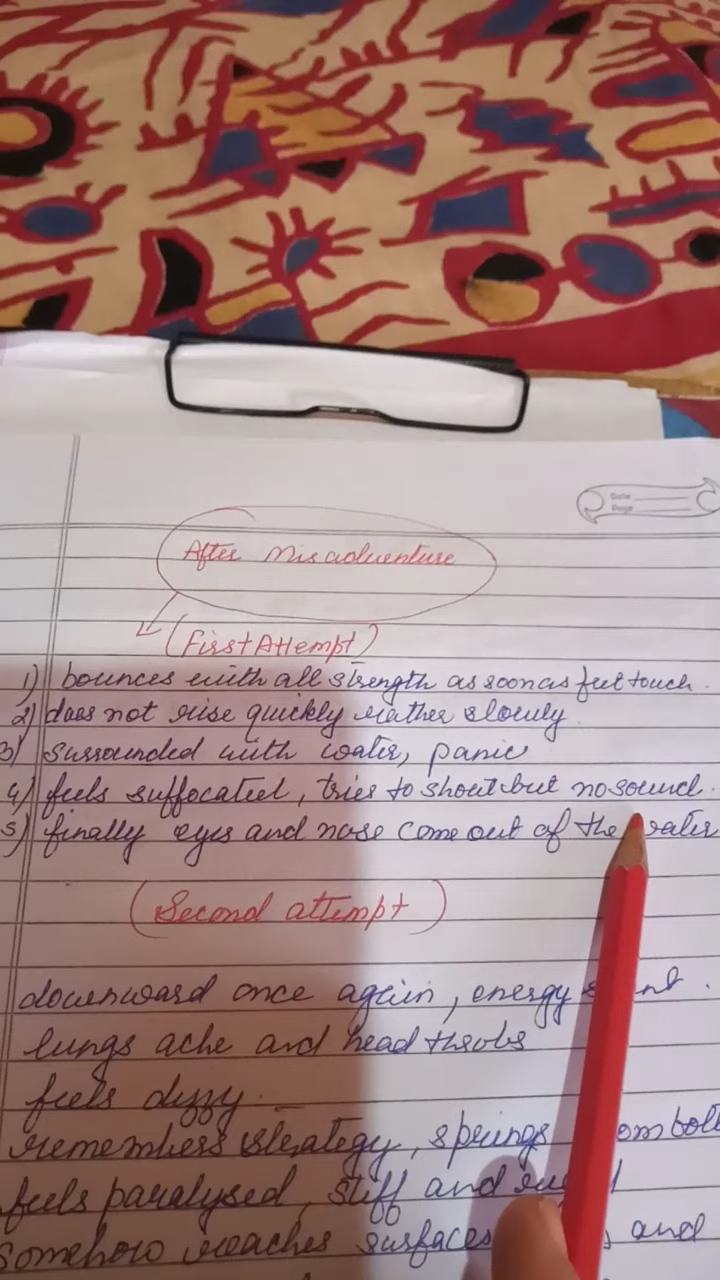 Date
Page
After Misadventure
(First Attempt)
1) bounces with all strength as soon as feet touch.
2) does not rise quickly rather slowly.
3) surrounded with water, panic
4) feels suffocated, tries to shout but no sound.
5) finally eyes and nose come out of the water
(Second attempt)
downward once again, energy
lungs ache and head throbs
feels dizzy.
remembers strategy, springs
feels paralysed, stiff and
somehow reaches surfaces and